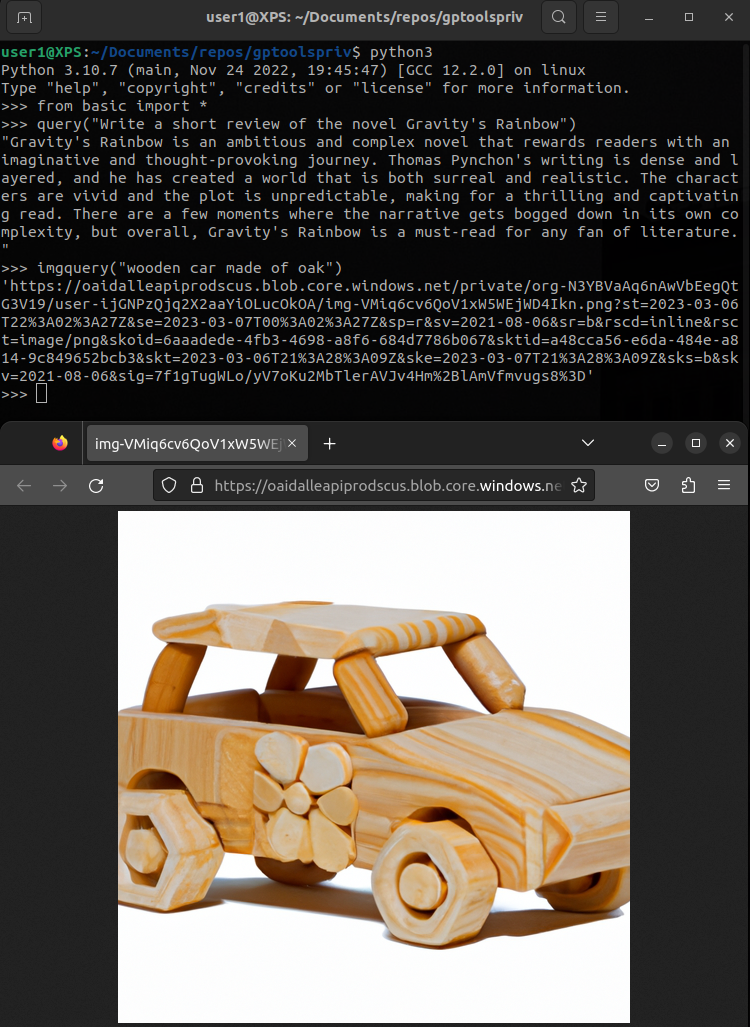 user1@XPS: ~/Documents/repos/gptoolspriv
user1@XPS:~/Documents/repos/gptoolspriv$ python3
Python 3.10.7 (main, Nov 24 2022, 19:45:47) [GCC 12.2.0] on linux
Type "help", "copyright", "credits" or "license" for more information.
>>> from basic import *
>>> query("Write a short review of the novel Gravity's Rainbow")
"Gravity's Rainbow is an ambitious and complex novel that rewards readers with an
imaginative and thought-provoking journey. Thomas Pynchon's writing is dense and l
ayered, and he has created a world that is both surreal and realistic. The charact
ers are vivid and the plot is unpredictable, making for a thrilling and captivatin
g read. There are a few moments where the narrative gets bogged down in its own co
mplexity, but overall, Gravity's Rainbow is a must-read for any fan of literature.
"
>>> imgquery("wooden car made of oak")
'https://oaidalleapiprodscus.blob.core.windows.net/private/org-N3YBVaAq6nAwVbEegQt
G3V19/user-ijGNPzQjq2X2aaYiOLucOkOA/img-VMiq6cv6QoV1xW5WEjWD4Ikn.png?st=2023-03-06
T22%3A02%3A27Z&se=2023-03-07T00%3A02%3A27Z&sp=r&sv=2021-08-06&sr=b&rscd=inline&rsc
t=image/png&skoid=6aaadede-4fb3-4698-a8f6-684d7786b067&sktid=a48cca56-e6da-484e-a8
14-9c849652bcb3&skt=2023-03-06T21%3A28%3A09Z&ske=2023-03-07T21%3A28%3A09Z&sks=b&sk
v=2021-08-06&sig=7f1gTugWLo/yV7oKu2MbTlerAVJv4Hm%2BlAmVfmvugs8%3D'
>>>
img-VMiq6cv6QoV1xW5WEj
https://oaidalleapiprodscus.blob.core.windows.ne